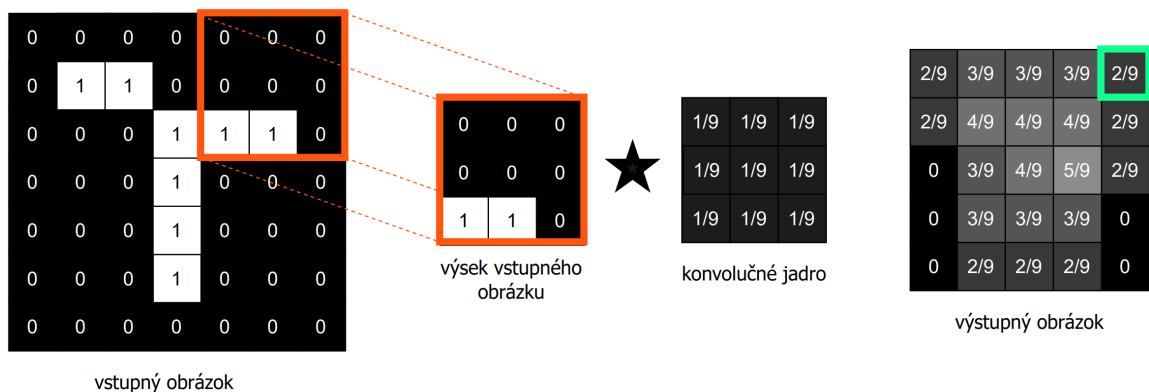 0 0 0 0 0 0 0
0 1 1 0 0 0 0
0 0 0 1 1 1 0
0 0 0 1 0 0 0
0 0 0 1 0 0 0
0 0 0 1 0 0 0
0 0 0 0 0 0 0
vstupný obrázok
0 0 0
0 0 0
1 1 0
výsek vstupného
obrázku
1/9 1/9 1/9
1/9 1/9 1/9
1/9 1/9 1/9
konvolučné jadro
2/9 3/9 3/9 3/9 2/9
2/9 4/9 4/9 4/9 2/9
0 3/9 4/9 5/9 2/9
0 3/9 3/9 3/9 0
0 2/9 2/9 2/9 0
výstupný obrázok